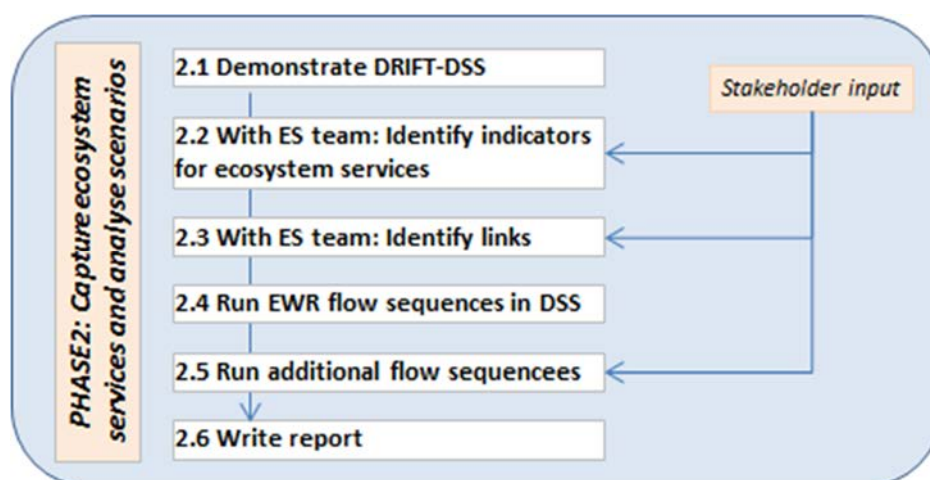 PHASE2: Capture ecosystem
services and analyse scenarios
2.1 Demonstrate DRIFT-DSS
Stakeholder input
2.2 With ES team: Identify indicators
for ecosystem services
2.3 With ES team: Identify links
2.4 Run EWR flow sequences in DSS
2.5 Run additional flow sequencees
2.6 Write report